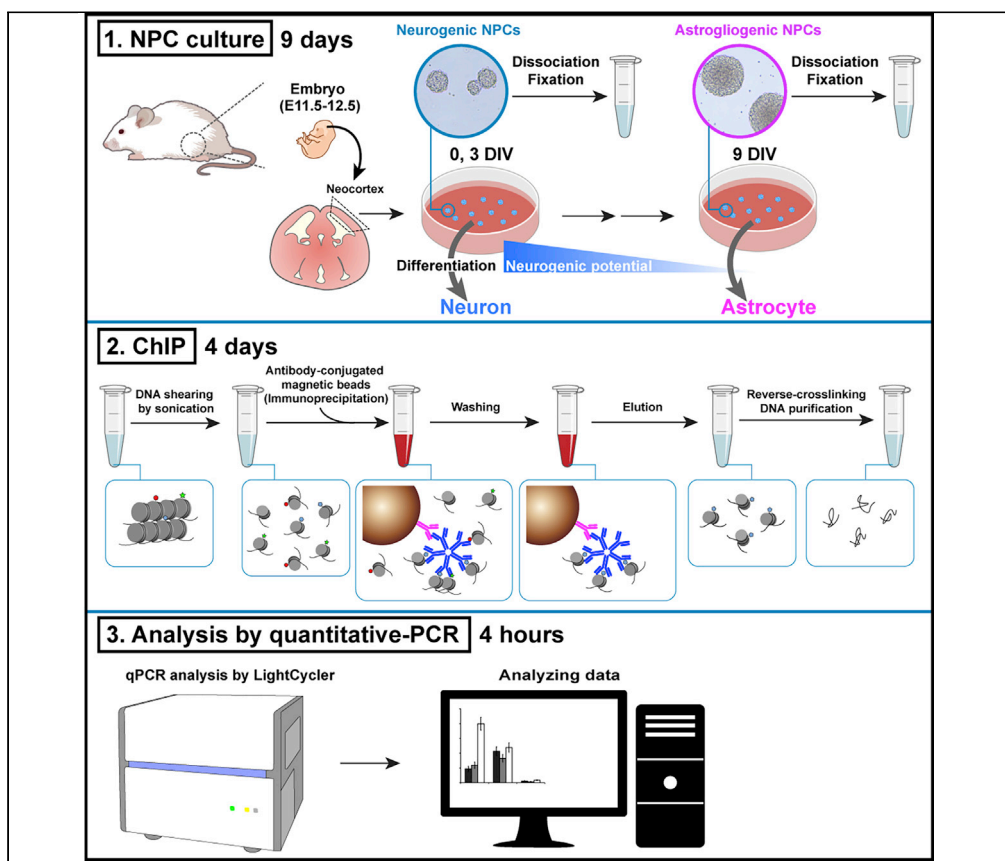 1. NPC culture 9 days
Neurogenic NPCs
Astrogliogenic NPCs
Dissociation
Fixation
Dissociation
Fixation
Embryo
(E11.5-12.5)
Neocortex
0, 3 DIV
9 DIV
Differentiation
Neurogenic potential
Neuron
Astrocyte
2. ChIP 4 days
DNA shearing
by sonication
Antibody-conjugated
magnetic beads
(Immunoprecipitation)
Washing
Elution
Reverse-crosslinking
DNA purification
3. Analysis by quantitative-PCR 4 hours
qPCR analysis by LightCycler
Analyzing data